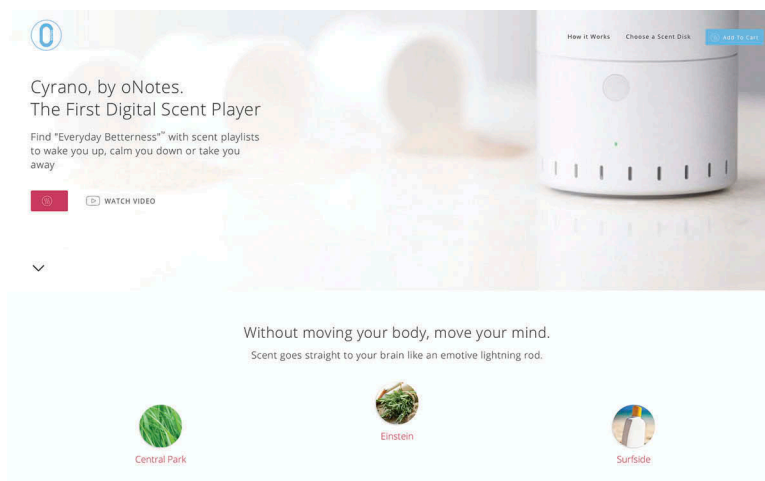 How it Works Choose a Scent Disk Add To Cart
Cyrano, by oNotes.
The First Digital Scent Player
Find "Everyday Betterness"™ with scent playlists
to wake you up, calm you down or take you
away
WATCH VIDEO
Without moving your body, move your mind.
Scent goes straight to your brain like an emotive lightning rod.
Central Park
Einstein
Surfside